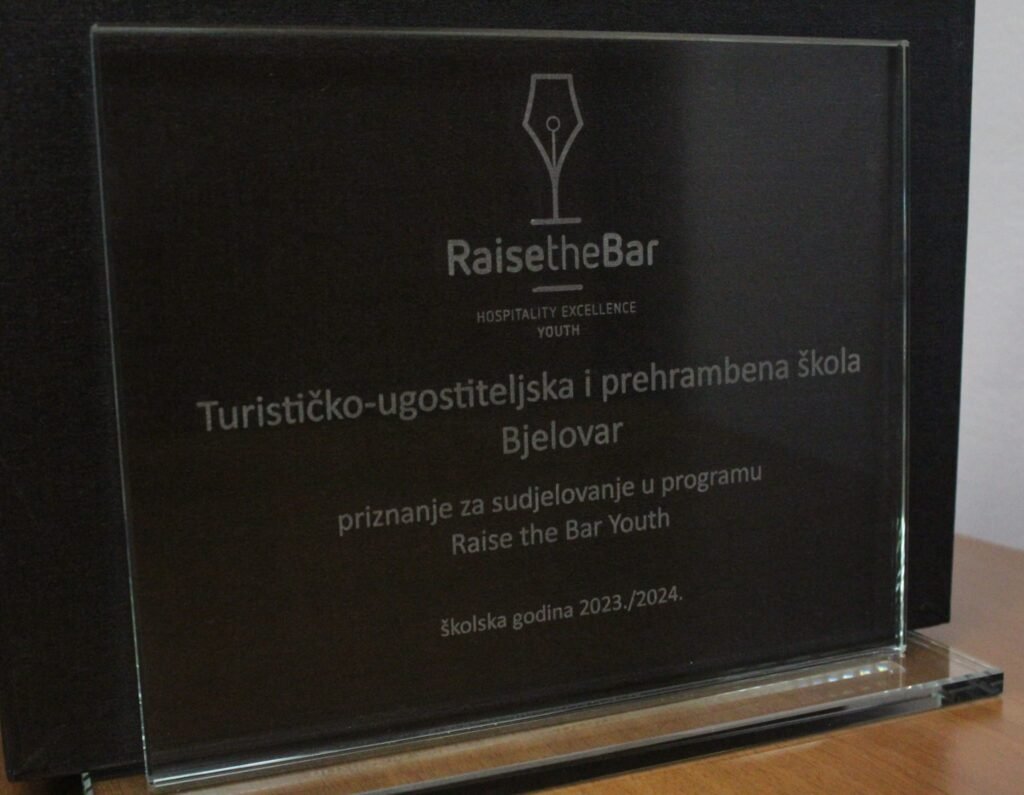 RaisetheBar
HOSPITALITY EXCELLENCE
YOUTH
Turističko-ugostiteljska i prehrambena škola
Bjelovar
priznanje za sudjelovanje u programu
Raise the Bar Youth
školska godina 2023./2024.